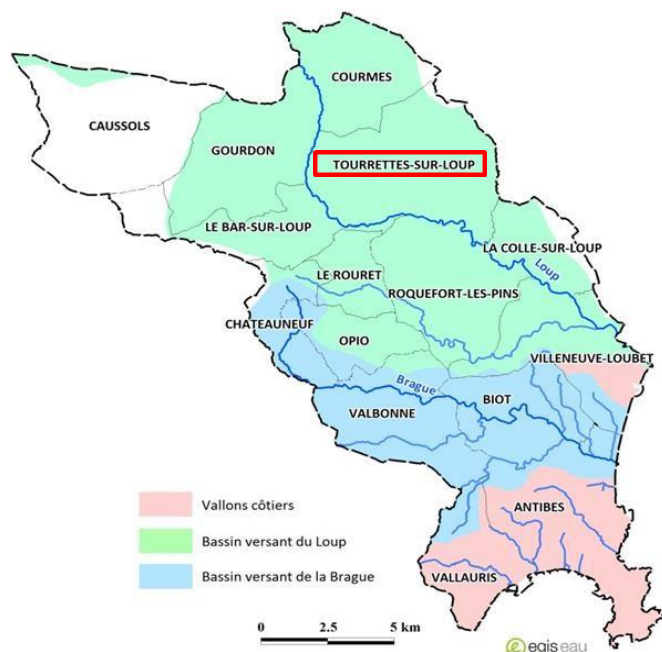 COURMES
CAUSSOLS
GOURDON
TOURRETTES-SUR-LOUP
LE BAR-SUR-LOUP
LA COLLE-SUR-LOUP
Loup
LE ROURET
ROQUEFORT-LES-PINS
CHATEAUNEUF
OPIO
VILLENEUVE-LOUBET
Brague
BIOT
VALBONNE
Vallons côtiers
ANTIBES
Bassin versant du Loup
Bassin versant de la Brague
VALLAURIS
0 2.5 5 km
egis eau